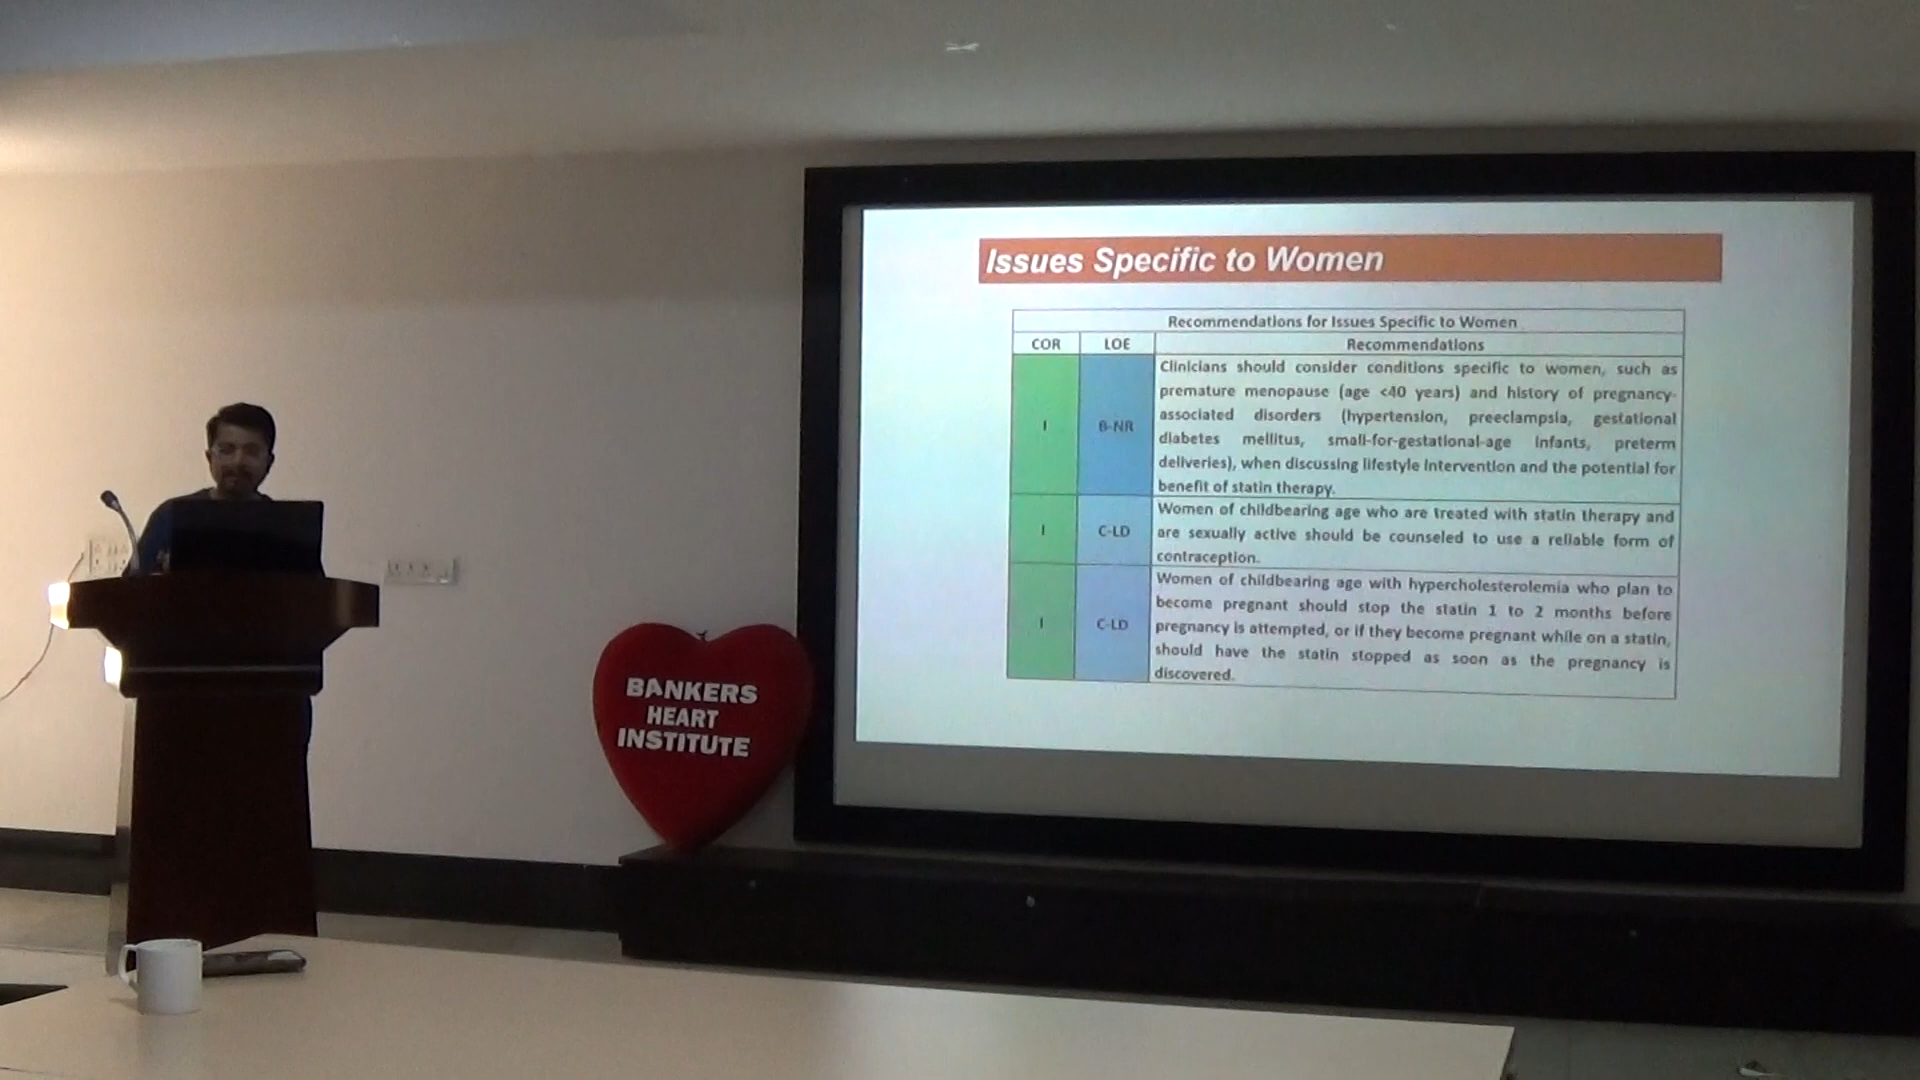 Issues Specific to Women
Recommendations for Issues Specific to Women
COR LOE Recommendations
I B-NR
Clinicians should consider conditions specific to women, such as
premature menopause (age <40 years) and history of pregnancy-
associated disorders (hypertension, preeclampsia, gestational
diabetes mellitus, small-for-gestational-age infants, preterm
deliveries), when discussing lifestyle intervention and the potential for
benefit of statin therapy.
I C-LD
Women of childbearing age who are treated with statin therapy and
are sexually active should be counseled to use a reliable form of
contraception.
I C-LD
Women of childbearing age with hypercholesterolemia who plan to
become pregnant should stop the statin 1 to 2 months before
pregnancy is attempted, or if they become pregnant while on a statin,
should have the statin stopped as soon as the pregnancy is
discovered.
BANKERS
HEART
INSTITUTE